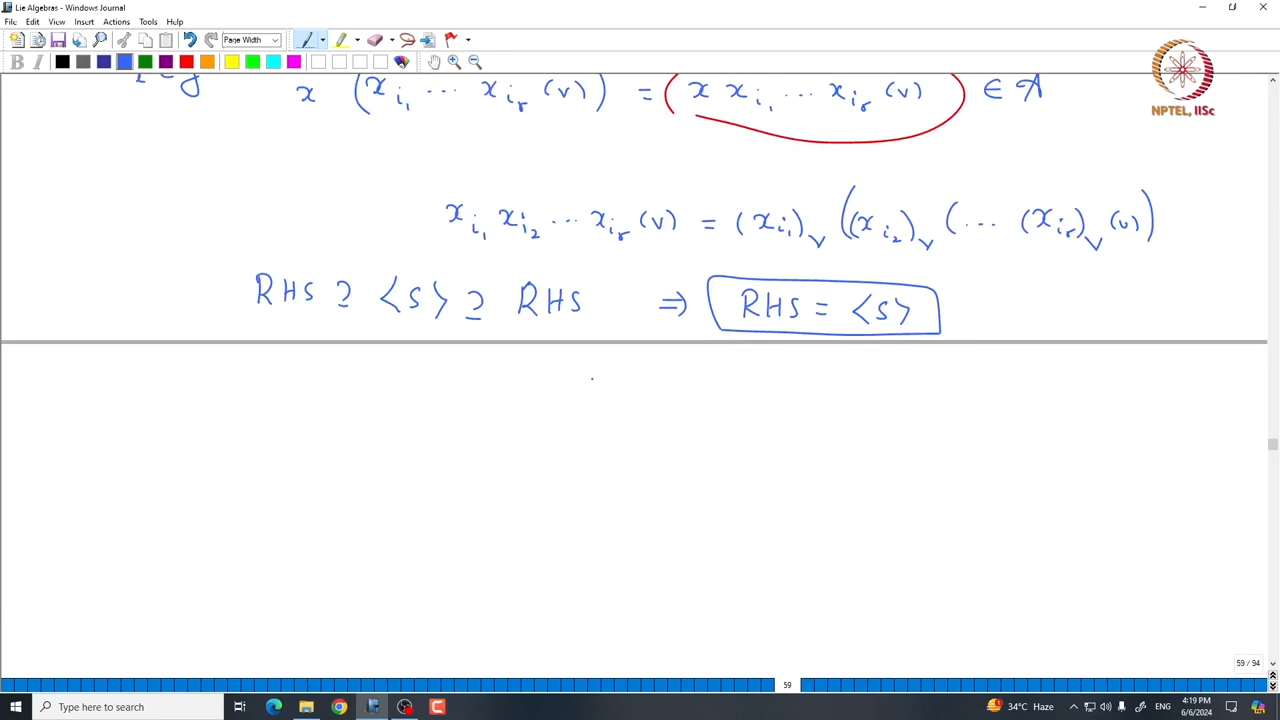 Lie Algebras - Windows Journal
File Edit View Insert Actions Tools Help
Page Width
B I
NPTEL, IISc
x (x_{i_1} ... x_{i_r} (v)) = (x x_{i_1} ... x_{i_r} (v)) ∈ A
x_{i_1} x_{i_2} ... x_{i_r} (v) = (x_{i_1})_V ((x_{i_2})_V (... (x_{i_r})_V (v))
RHS ⊇ <S> ⊇ RHS ⇒ RHS = <S>
59 / 94
59
Type here to search
34°C Haze
ENG
4:19 PM
6/6/2024